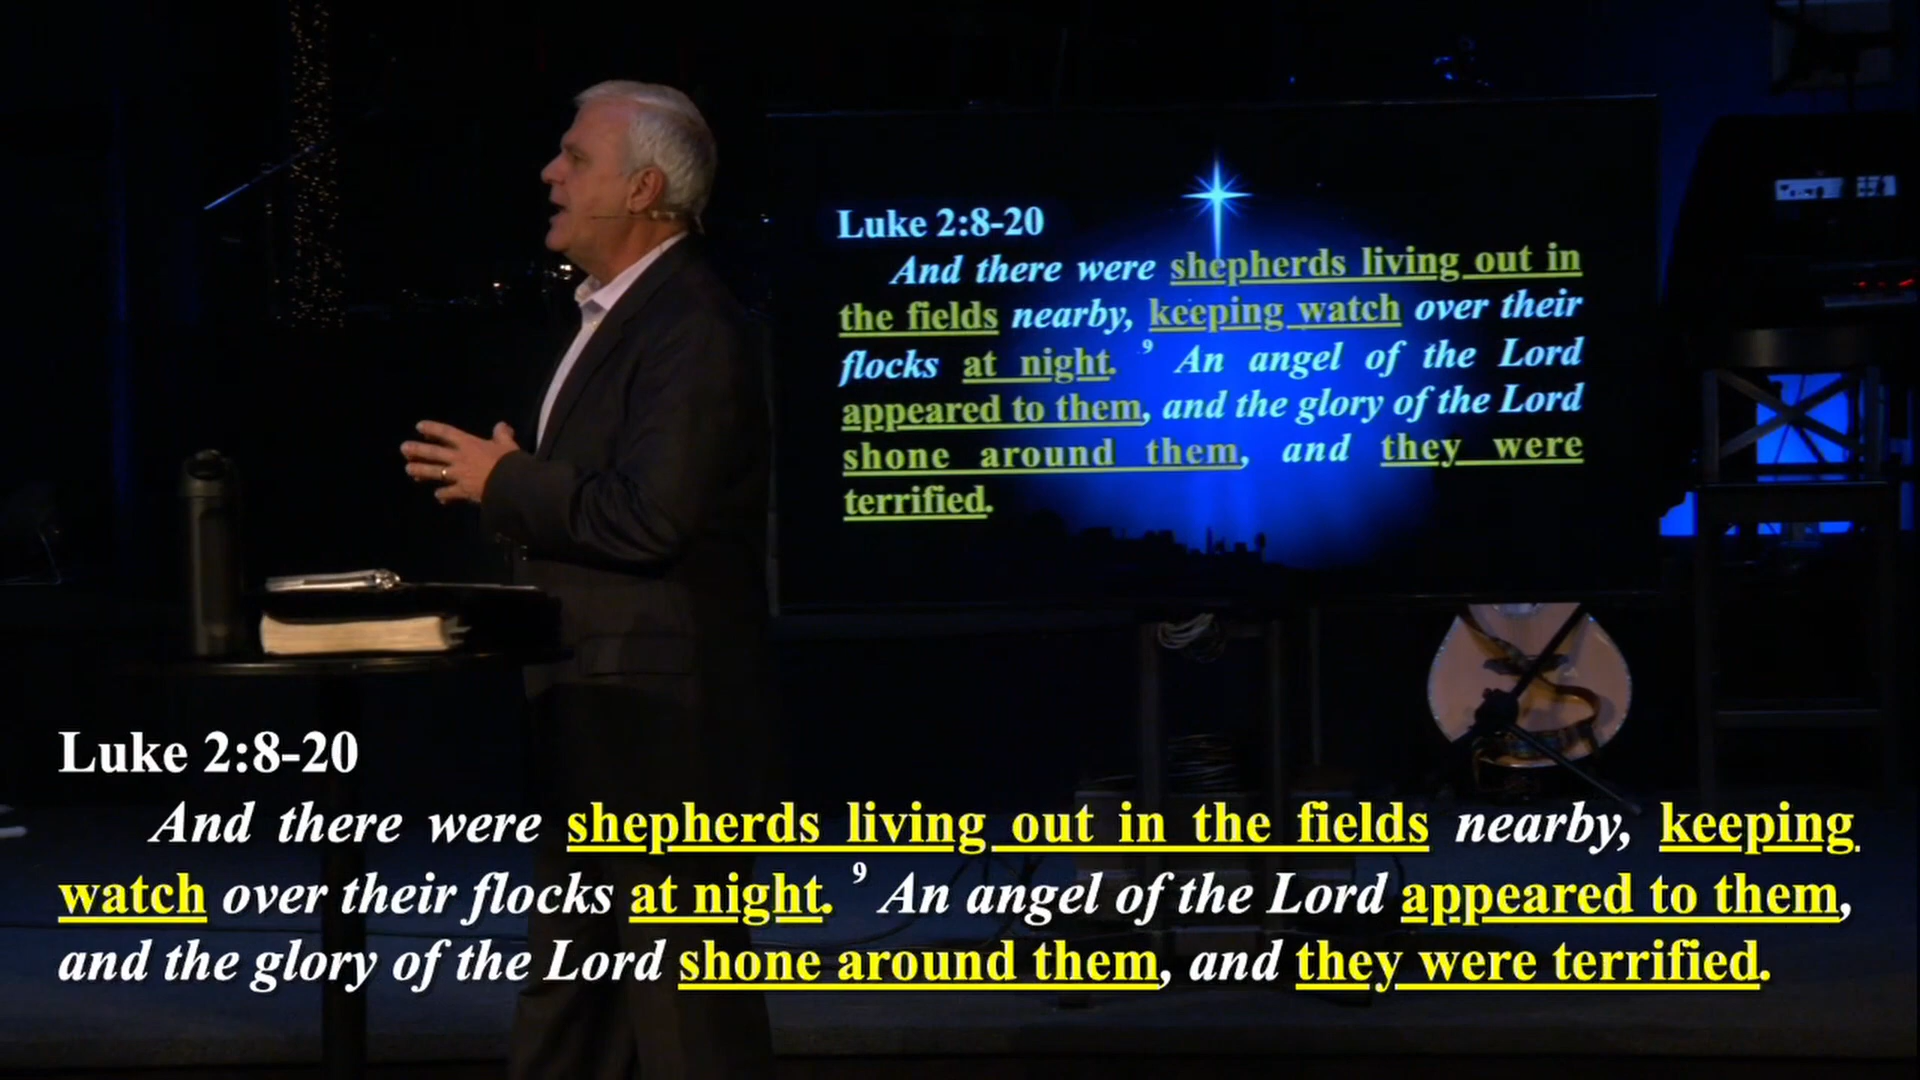 Luke 2:8-20
And there were shepherds living out in
the fields nearby, keeping watch over their
flocks at night. 9 An angel of the Lord
appeared to them, and the glory of the Lord
shone around them, and they were
terrified.
Luke 2:8-20
And there were shepherds living out in the fields nearby, keeping
watch over their flocks at night. 9 An angel of the Lord appeared to them,
and the glory of the Lord shone around them, and they were terrified.